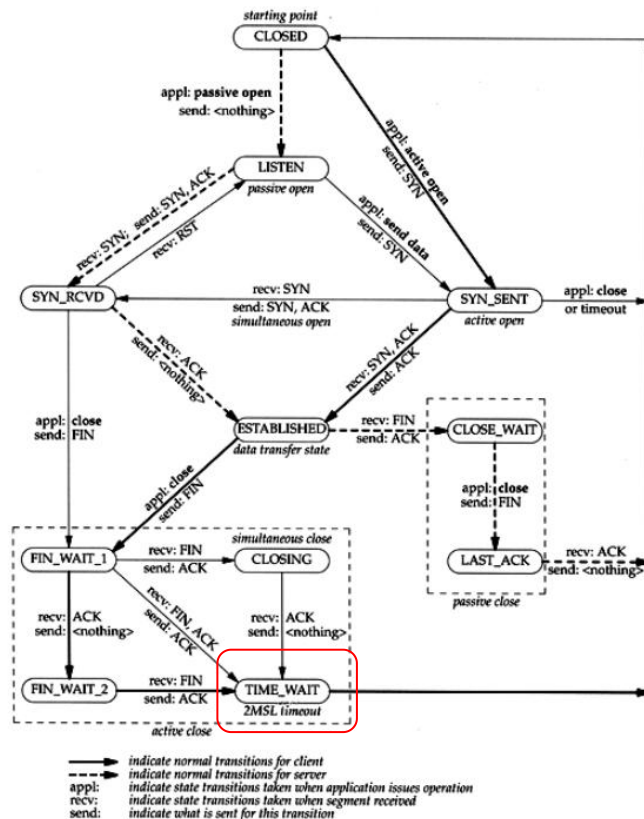 starting point
CLOSED
appl: passive open
send: <nothing>
appl: active open
send: SYN
LISTEN
passive open
recv: SYN; send: SYN, ACK
recv: RST
appl: send data
send: SYN
SYN_RCVD
recv: SYN
send: SYN, ACK
simultaneous open
SYN_SENT
active open
appl: close
or timeout
recv: ACK
send: <nothing>
recv: SYN, ACK
send: ACK
appl: close
send: FIN
ESTABLISHED
data transfer state
recv: FIN
send: ACK
CLOSE_WAIT
appl: close
send: FIN
appl: close
send: FIN
LAST_ACK
recv: ACK
send: <nothing>
passive close
simultaneous close
FIN_WAIT_1
recv: FIN
send: ACK
CLOSING
recv: ACK
send: <nothing>
recv: FIN, ACK
send: ACK
recv: ACK
send: <nothing>
FIN_WAIT_2
recv: FIN
send: ACK
TIME_WAIT
2MSL timeout
active close
indicate normal transitions for client
indicate normal transitions for server
appl: indicate state transitions taken when application issues operation
recv: indicate state transitions taken when segment received
send: indicate what is sent for this transition